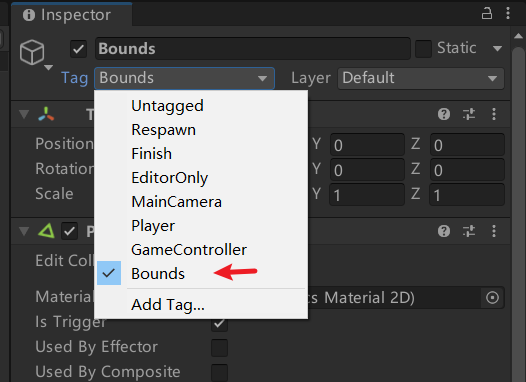 Inspector
Bounds
Static
Tag Bounds Layer Default
Untagged
Respawn
Finish
EditorOnly
MainCamera
Player
GameController
Bounds
Add Tag...
T
Position Y 0 Z 0
Rotation Y 0 Z 0
Scale Y 1 Z 1
P
Edit Coll
Material s Material 2D)
Is Trigger
Used By Effector
Used By Composite